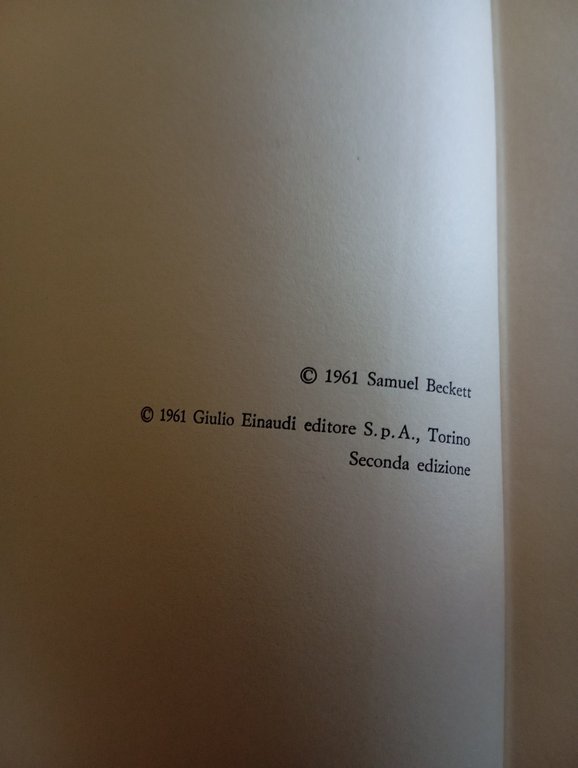 © 1961 Samuel Beckett
© 1961 Giulio Einaudi editore S.p.A., Torino
Seconda edizione